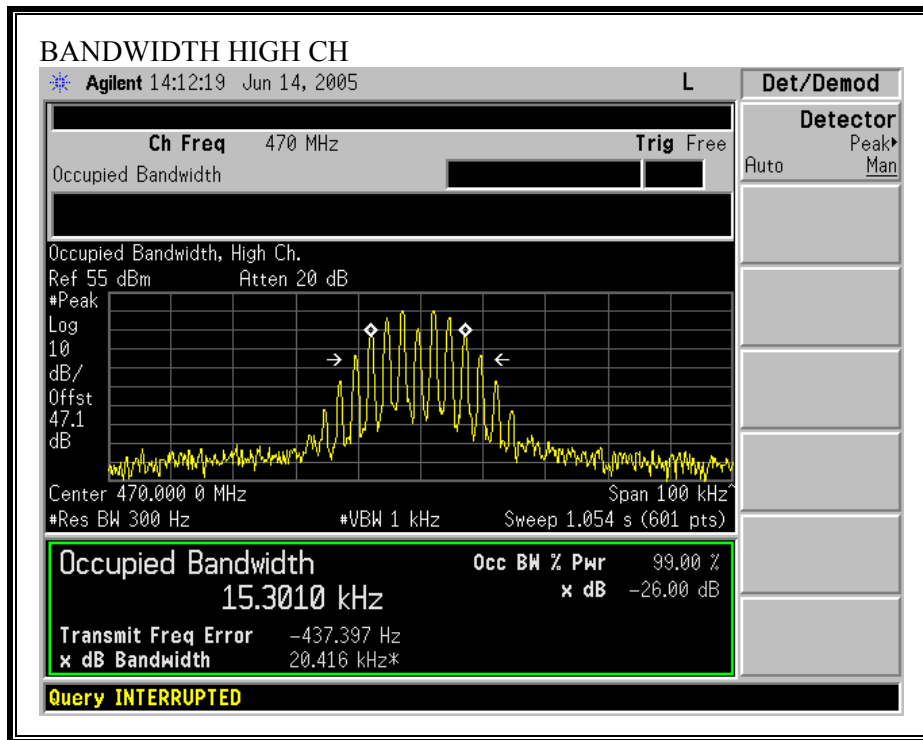 BANDWIDTH HIGH CH
Agilent 14:12:19 Jun 14, 2005 L Det/Demod
Detector
Peak
Auto Man
Ch Freq 470 MHz Trig Free
Occupied Bandwidth
Occupied Bandwidth, High Ch.
Ref 55 dBm Atten 20 dB
#Peak
Log
10
dB/
Offst
47.1
dB
Center 470.000 0 MHz Span 100 kHz^
#Res BW 300 Hz #VBW 1 kHz Sweep 1.054 s (601 pts)
Occupied Bandwidth Occ BW % Pwr 99.00 %
15.3010 kHz x dB -26.00 dB
Transmit Freq Error -437.397 Hz
x dB Bandwidth 20.416 kHz*
Query INTERRUPTED